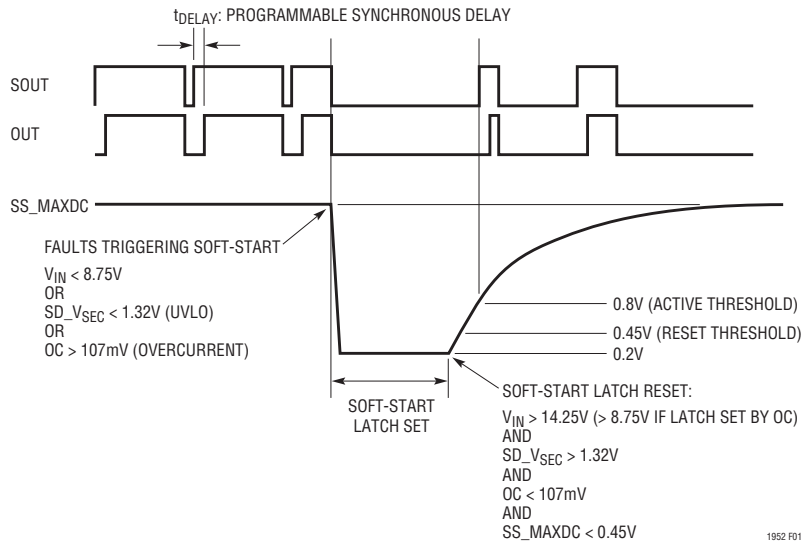 tDELAY: PROGRAMMABLE SYNCHRONOUS DELAY
SOUT
OUT
SS_MAXDC
FAULTS TRIGGERING SOFT-START
VIN < 8.75V
OR
SD_VSEC < 1.32V (UVLO)
OR
OC > 107mV (OVERCURRENT)
0.8V (ACTIVE THRESHOLD)
0.45V (RESET THRESHOLD)
0.2V
SOFT-START
LATCH SET
SOFT-START LATCH RESET:
VIN > 14.25V (> 8.75V IF LATCH SET BY OC)
AND
SD_VSEC > 1.32V
AND
OC < 107mV
AND
SS_MAXDC < 0.45V
1952 F01